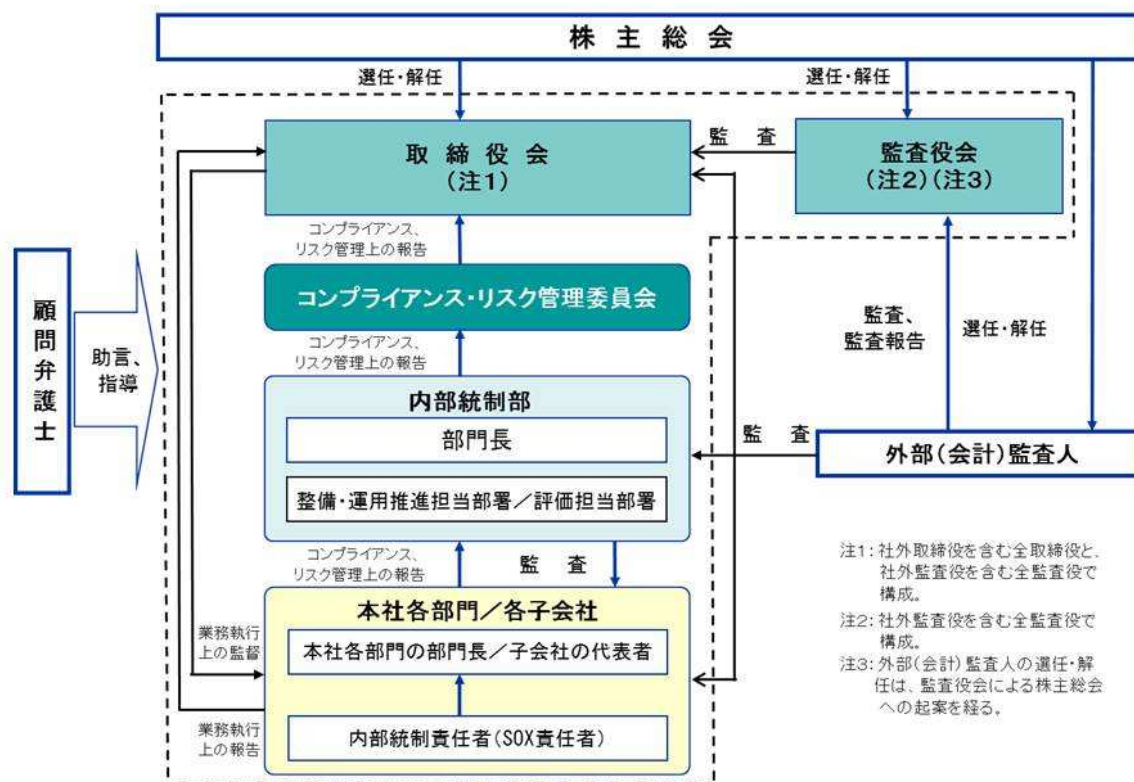 株主総会
選任・解任
選任・解任
取締役会
(注1)
監査
監査役会
(注2)(注3)
コンプライアンス、
リスク管理上の報告
コンプライアンス・リスク管理委員会
コンプライアンス、
リスク管理上の報告
顧問弁護士
助言、
指導
監査、
監査報告
選任・解任
内部統制部
部門長
整備・運用推進担当部署／評価担当部署
監査
外部(会計)監査人
コンプライアンス、
リスク管理上の報告
監査
本社各部門／各子会社
本社各部門の部門長／子会社の代表者
内部統制責任者(SOX責任者)
業務執行
上の監督
業務執行
上の報告
注1:社外取締役を含む全取締役と、
社外監査役を含む全監査役で
構成。
注2:社外監査役を含む全監査役で
構成。
注3:外部(会計)監査人の選任・解
任は、監査役会による株主総会
への起案を経る。